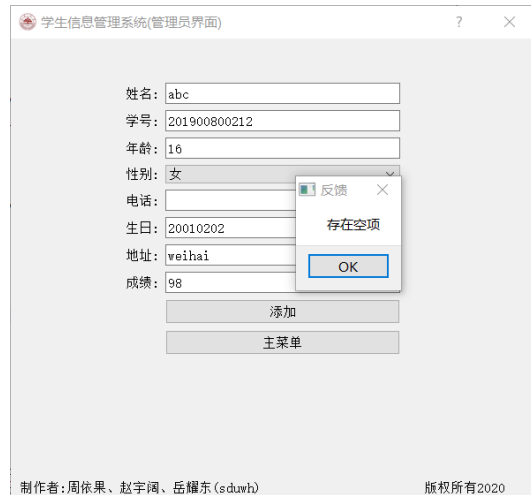 学生信息管理系统(管理员界面)
姓名: abc
学号: 201900800212
年龄: 16
性别: 女
电话:
反馈
存在空项
OK
生日: 20010202
地址: weihai
成绩: 98
添加
主菜单
制作者:周依果、赵宇阔、岳耀东(sduwh) 版权所有2020